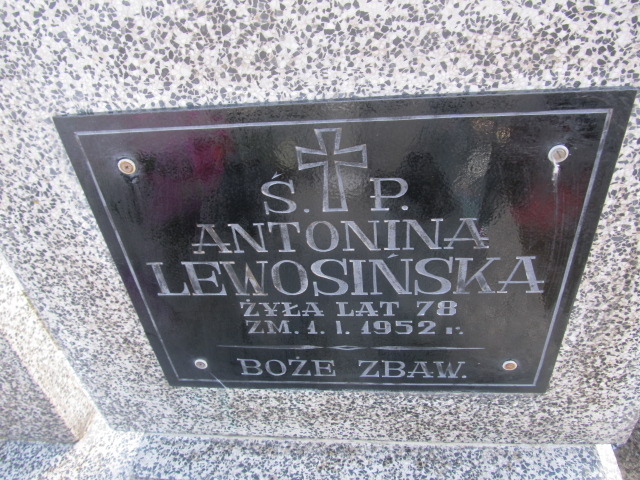 Ś. P.
ANTONINA
LEWOSIŃSKA
ŻYŁA LAT 78
ZM. 1. I. 1952 r.
BOŻE ZBAW.